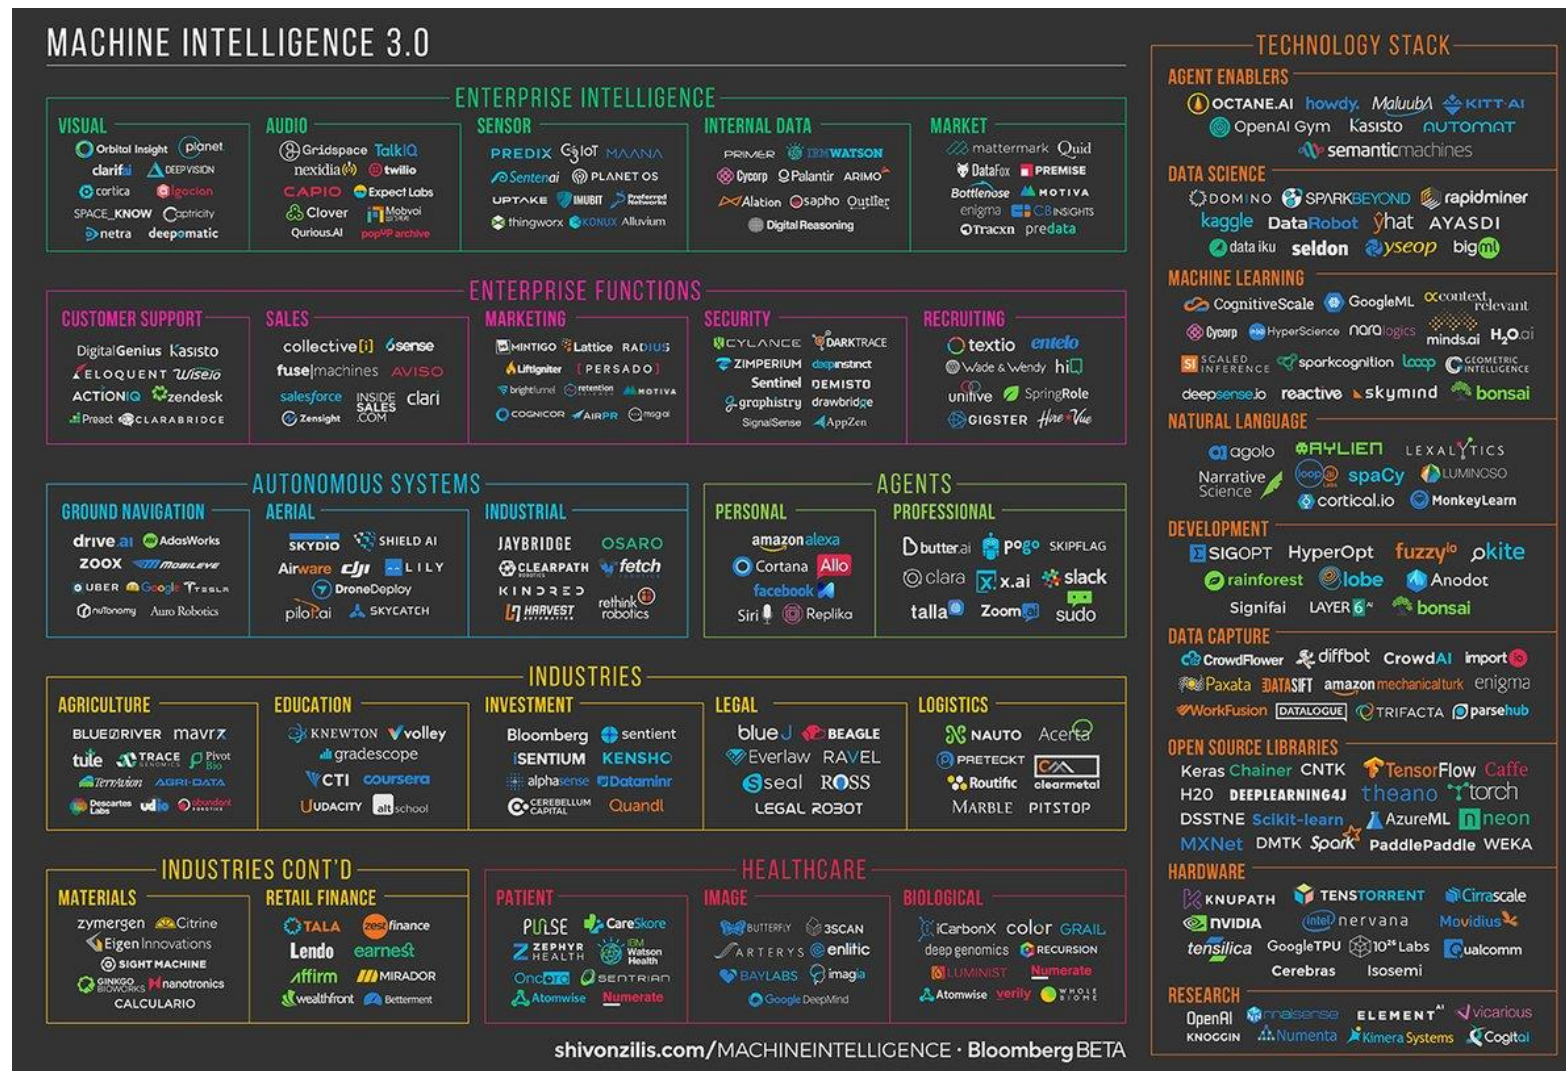 MACHINE INTELLIGENCE 3.0
ENTERPRISE INTELLIGENCE
VISUAL
Orbital Insight planet
clarifai DEEP VISION
cortica algocian
SPACE_KNOW Captricity
netra deepomatic
AUDIO
Gridspace TalkIQ
nexidia twilio
CAPIO Expect Labs
Clover Mobvoi
Qurious.AI popUP archive
SENSOR
PREDIX C3IoT MAANA
Sentenai PLANET OS
UPTAKE IMUBIT Preferred Networks
thingworx KONUX Alluvium
INTERNAL DATA
PRIMER IBM WATSON
Cycorp Palantir ARIMO
Alation sapho Outlier
Digital Reasoning
MARKET
mattermark Quid
DataFox PREMISE
Bottlenose MOTIVA
enigma CB INSIGHTS
Tracxn predata
ENTERPRISE FUNCTIONS
CUSTOMER SUPPORT
DigitalGenius Kasisto
ELOQUENT Wise.io
ACTIONIQ zendesk
Preact CLARABRIDGE
SALES
collective[i] 6sense
fuse|machines AVISO
salesforce INSIDE SALES .COM clari
Zensight
MARKETING
MINTIGO Lattice RADIUS
Liftigniter [PERSADO]
brightfunnel retention MOTIVA
COGNICOR AIRPR msg.ai
SECURITY
CYLANCE DARKTRACE
ZIMPERIUM deepinstinct
Sentinel DEMISTO
graphistry drawbridge
SignalSense AppZen
RECRUITING
textio entelo
Wade & Wendy hiQ
unitive SpringRole
GIGSTER HireVue
AUTONOMOUS SYSTEMS
GROUND NAVIGATION
drive.ai AdasWorks
ZOOX MOBILEYE
UBER Google TESLA
nuTonomy Auro Robotics
AERIAL
SKYDIO SHIELD AI
Airware dji LILY
DroneDeploy
pilot.ai SKYCATCH
INDUSTRIAL
JAYBRIDGE OSARO
CLEARPATH ROBOTICS fetch
KINDRED
HARVEST AUTOMATION rethink robotics
AGENTS
PERSONAL
amazon alexa
Cortana Allo
facebook
Siri Replika
PROFESSIONAL
butter.ai pogo SKIPFLAG
clara x.ai slack
talla Zoom.ai sudo
INDUSTRIES
AGRICULTURE
BLUE RIVER mavrx
tule TRACE GENOMICS Pivot Bio
TerrAvion AGRI-DATA
Descartes Labs udio abundant ROBOTICS
EDUCATION
KNEWTON volley
gradescope
CTI coursera
UDACITY alt school
INVESTMENT
Bloomberg sentient
iSENTIUM KENSHO
alphasense Dataminr
CEREBELLUM CAPITAL Quandl
LEGAL
blue J BEAGLE
Everlaw RAVEL
seal ROSS
LEGAL ROBOT
LOGISTICS
NAUTO Acerta
PRETECKT
Routific clearmetal
MARBLE PITSTOP
INDUSTRIES CONT'D
MATERIALS
zymergen Citrine
Eigen Innovations
SIGHT MACHINE
GINKGO BIOWORKS nanotronics
CALCULARIO
RETAIL FINANCE
TALA zest finance
Lendo earnest
Affirm MIRADOR
wealthfront Betterment
HEALTHCARE
PATIENT
PULSE CareSkore
ZEPHYR HEALTH IBM Watson Health
Oncora SENTRIAN
Atomwise Numerate
IMAGE
BUTTERFLY 3SCAN
ARTERYS enlitic
BAYLABS imagia
Google DeepMind
BIOLOGICAL
iCarbonX color GRAIL
deep genomics RECURSION
LUMINIST Numerate
Atomwise verily WHOLE BIOME
shivonzilis.com/MACHINEINTELLIGENCE · Bloomberg BETA
TECHNOLOGY STACK
AGENT ENABLERS
OCTANE.AI howdy. MaluubA KITT·AI
OpenAI Gym Kasisto AUTOMAT
semanticmachines
DATA SCIENCE
DOMINO SPARKBEYOND rapidminer
kaggle DataRobot ŷhat AYASDI
data iku seldon yseop bigml
MACHINE LEARNING
CognitiveScale GoogleML context relevant
Cycorp HyperScience naralogics minds.ai H2O.ai
SI SCALED INFERENCE sparkcognition loop GEOMETRIC INTELLIGENCE
deepsense.io reactive skymind bonsai
NATURAL LANGUAGE
agolo AYLIEN LEXALYTICS
Narrative Science loop ai Labs spaCy LUMINOSO
cortical.io MonkeyLearn
DEVELOPMENT
SIGOPT HyperOpt fuzzy.io kite
rainforest lobe Anodot
Signifai LAYER 6 AI bonsai
DATA CAPTURE
CrowdFlower diffbot CrowdAI import io
Paxata DATASIFT amazon mechanicalturk enigma
WorkFusion DATALOGUE TRIFACTA parsehub
OPEN SOURCE LIBRARIES
Keras Chainer CNTK TensorFlow Caffe
H2O DEEPLEARNING4J theano torch
DSSTNE Scikit-learn AzureML neon
MXNet DMTK Spark PaddlePaddle WEKA
HARDWARE
KNUPATH TENSTORRENT Cirrascale
NVIDIA intel nervana Movidius
tensilica GoogleTPU 10²⁶ Labs Qualcomm
Cerebras Isosemi
RESEARCH
OpenAI nnaisense ELEMENT AI vicarious
KNOGGIN Numenta Kimera Systems Cogitai